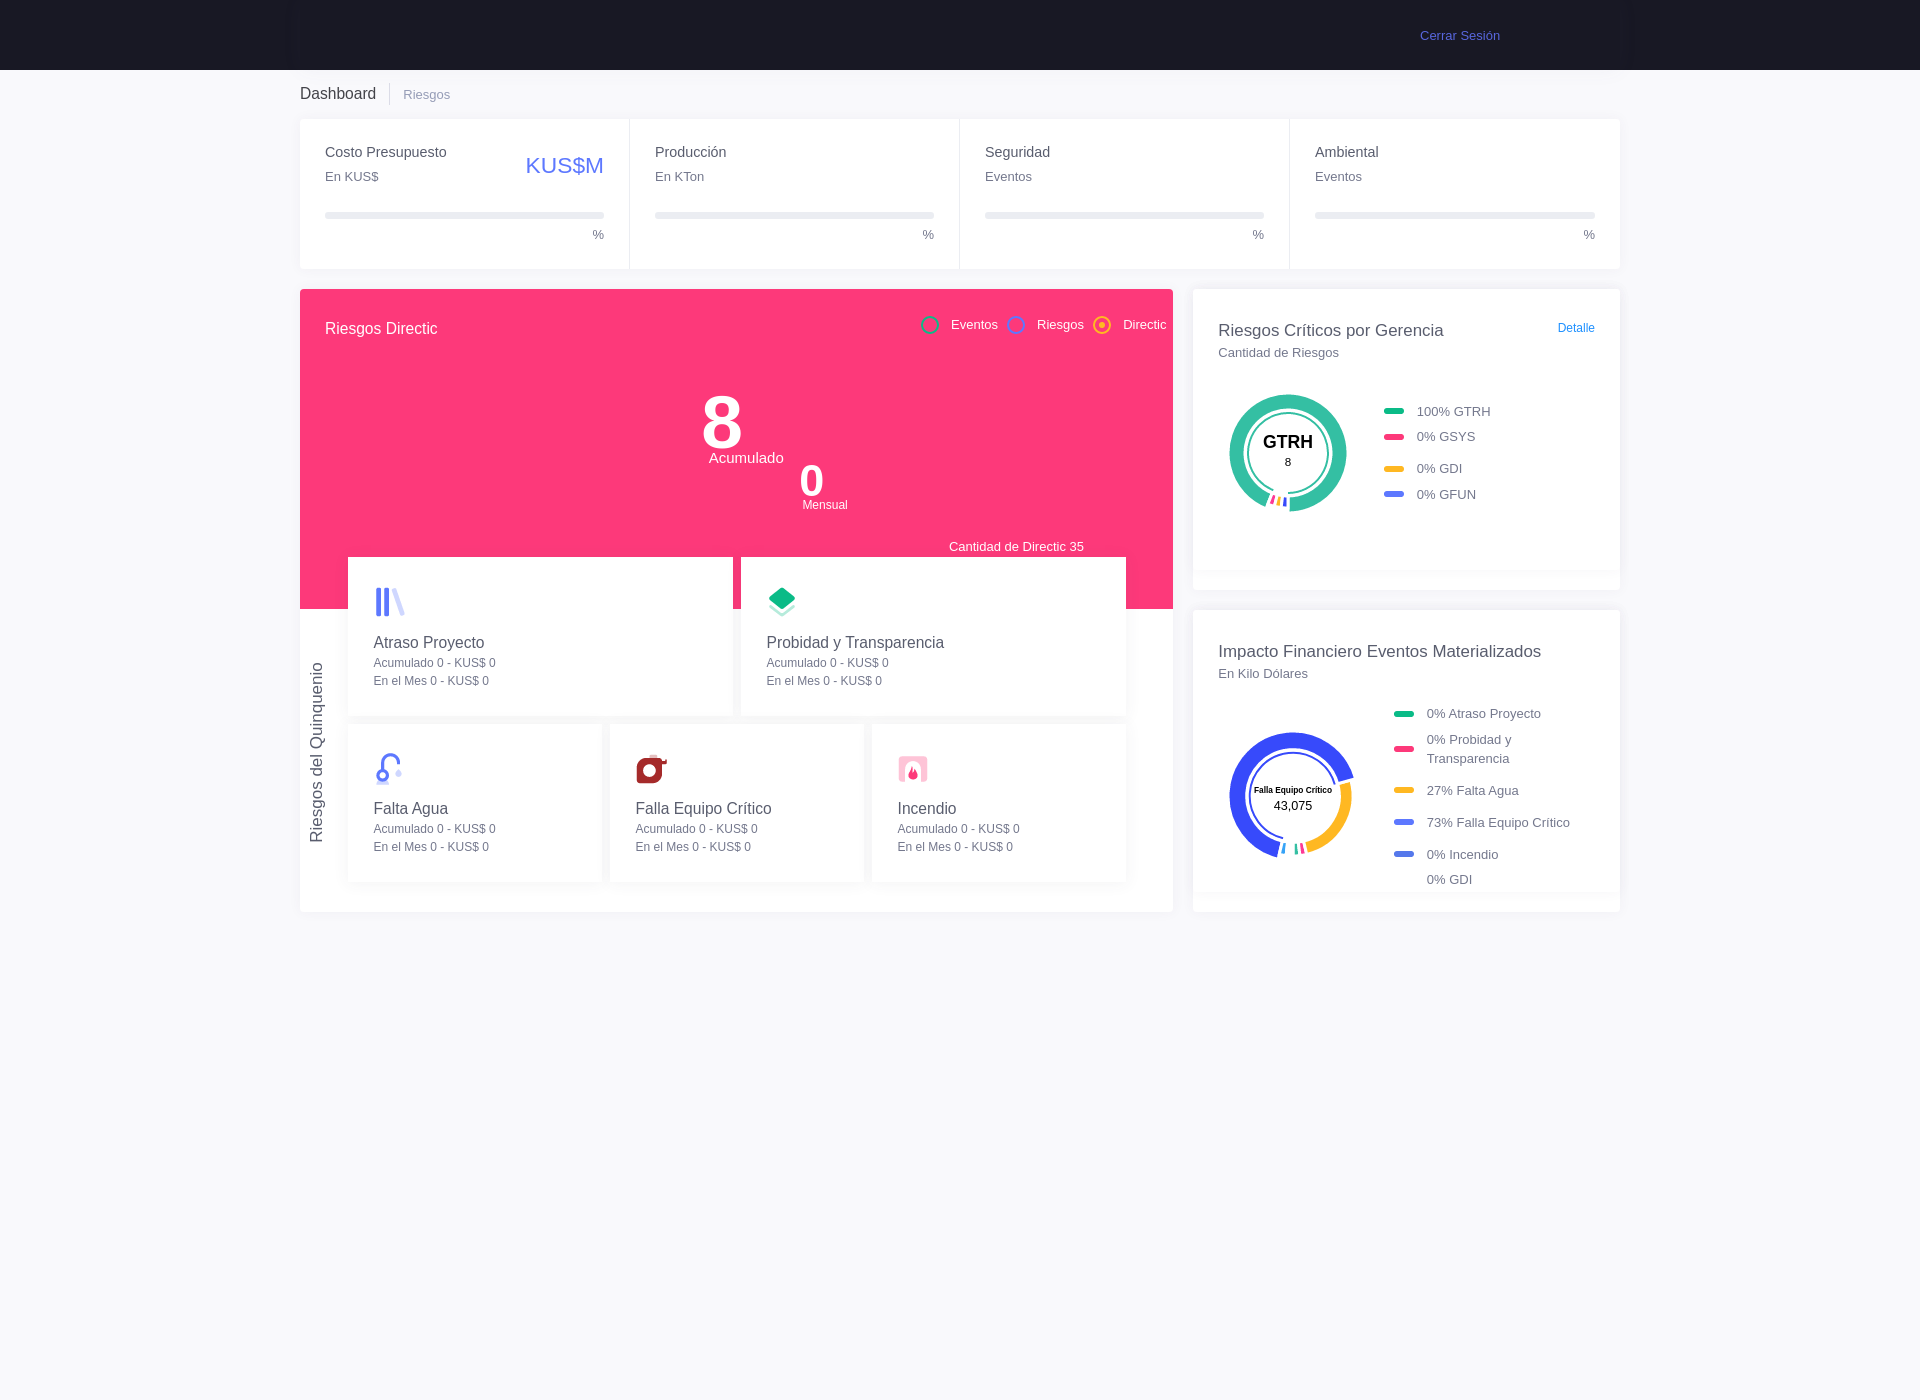 Cerrar Sesión
Dashboard
Riesgos
Costo Presupuesto
En KUS$
KUS$M
%
Producción
En KTon
%
Seguridad
Eventos
%
Ambiental
Eventos
%
Riesgos Directic
Eventos
Riesgos
Directic
8
Acumulado
0
Mensual
Cantidad de Directic 35
Riesgos del Quinquenio
Atraso Proyecto
Acumulado 0 - KUS$ 0
En el Mes 0 - KUS$ 0
Probidad y Transparencia
Acumulado 0 - KUS$ 0
En el Mes 0 - KUS$ 0
Falta Agua
Acumulado 0 - KUS$ 0
En el Mes 0 - KUS$ 0
Falla Equipo Crítico
Acumulado 0 - KUS$ 0
En el Mes 0 - KUS$ 0
Incendio
Acumulado 0 - KUS$ 0
En el Mes 0 - KUS$ 0
Riesgos Críticos por Gerencia
Detalle
Cantidad de Riesgos
GTRH
8
100% GTRH
0% GSYS
0% GDI
0% GFUN
Impacto Financiero Eventos Materializados
En Kilo Dólares
Falla Equipo Crítico
43,075
0% Atraso Proyecto
0% Probidad y
Transparencia
27% Falta Agua
73% Falla Equipo Crítico
0% Incendio
0% GDI